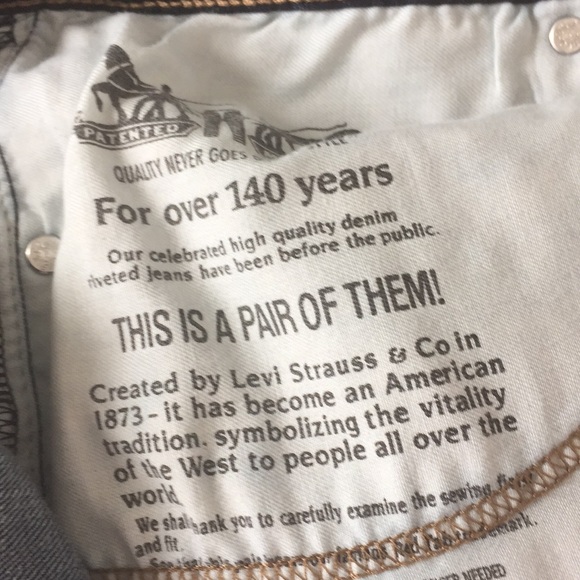 PATENTED
QUALITY NEVER GOES
For over 140 years
Our celebrated high quality denim
riveted jeans have been before the public.
THIS IS A PAIR OF THEM!
Created by Levi Strauss & Co in
1873 - it has become an American
tradition. symbolizing the vitality
of the West to people all over the
world
We shall hank you to carefully examine the sewing,
and fit.
NEEDED